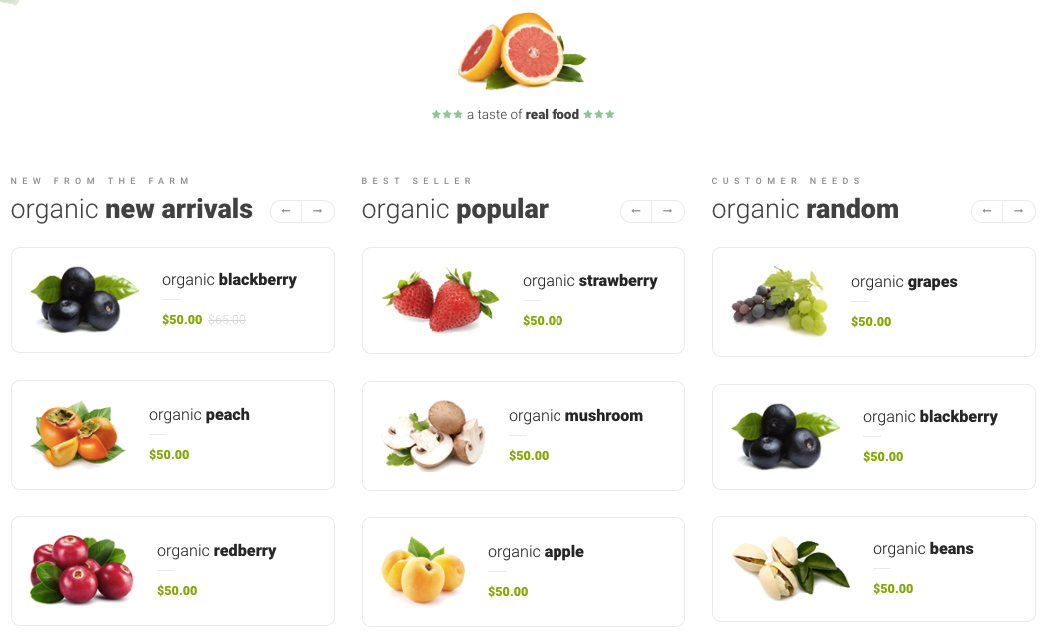 a taste of real food
NEW FROM THE FARM
organic new arrivals
organic blackberry
$50.00 $65.00
organic peach
$50.00
organic redberry
$50.00
BEST SELLER
organic popular
organic strawberry
$50.00
organic mushroom
$50.00
organic apple
$50.00
CUSTOMER NEEDS
organic random
organic grapes
$50.00
organic blackberry
$50.00
organic beans
$50.00